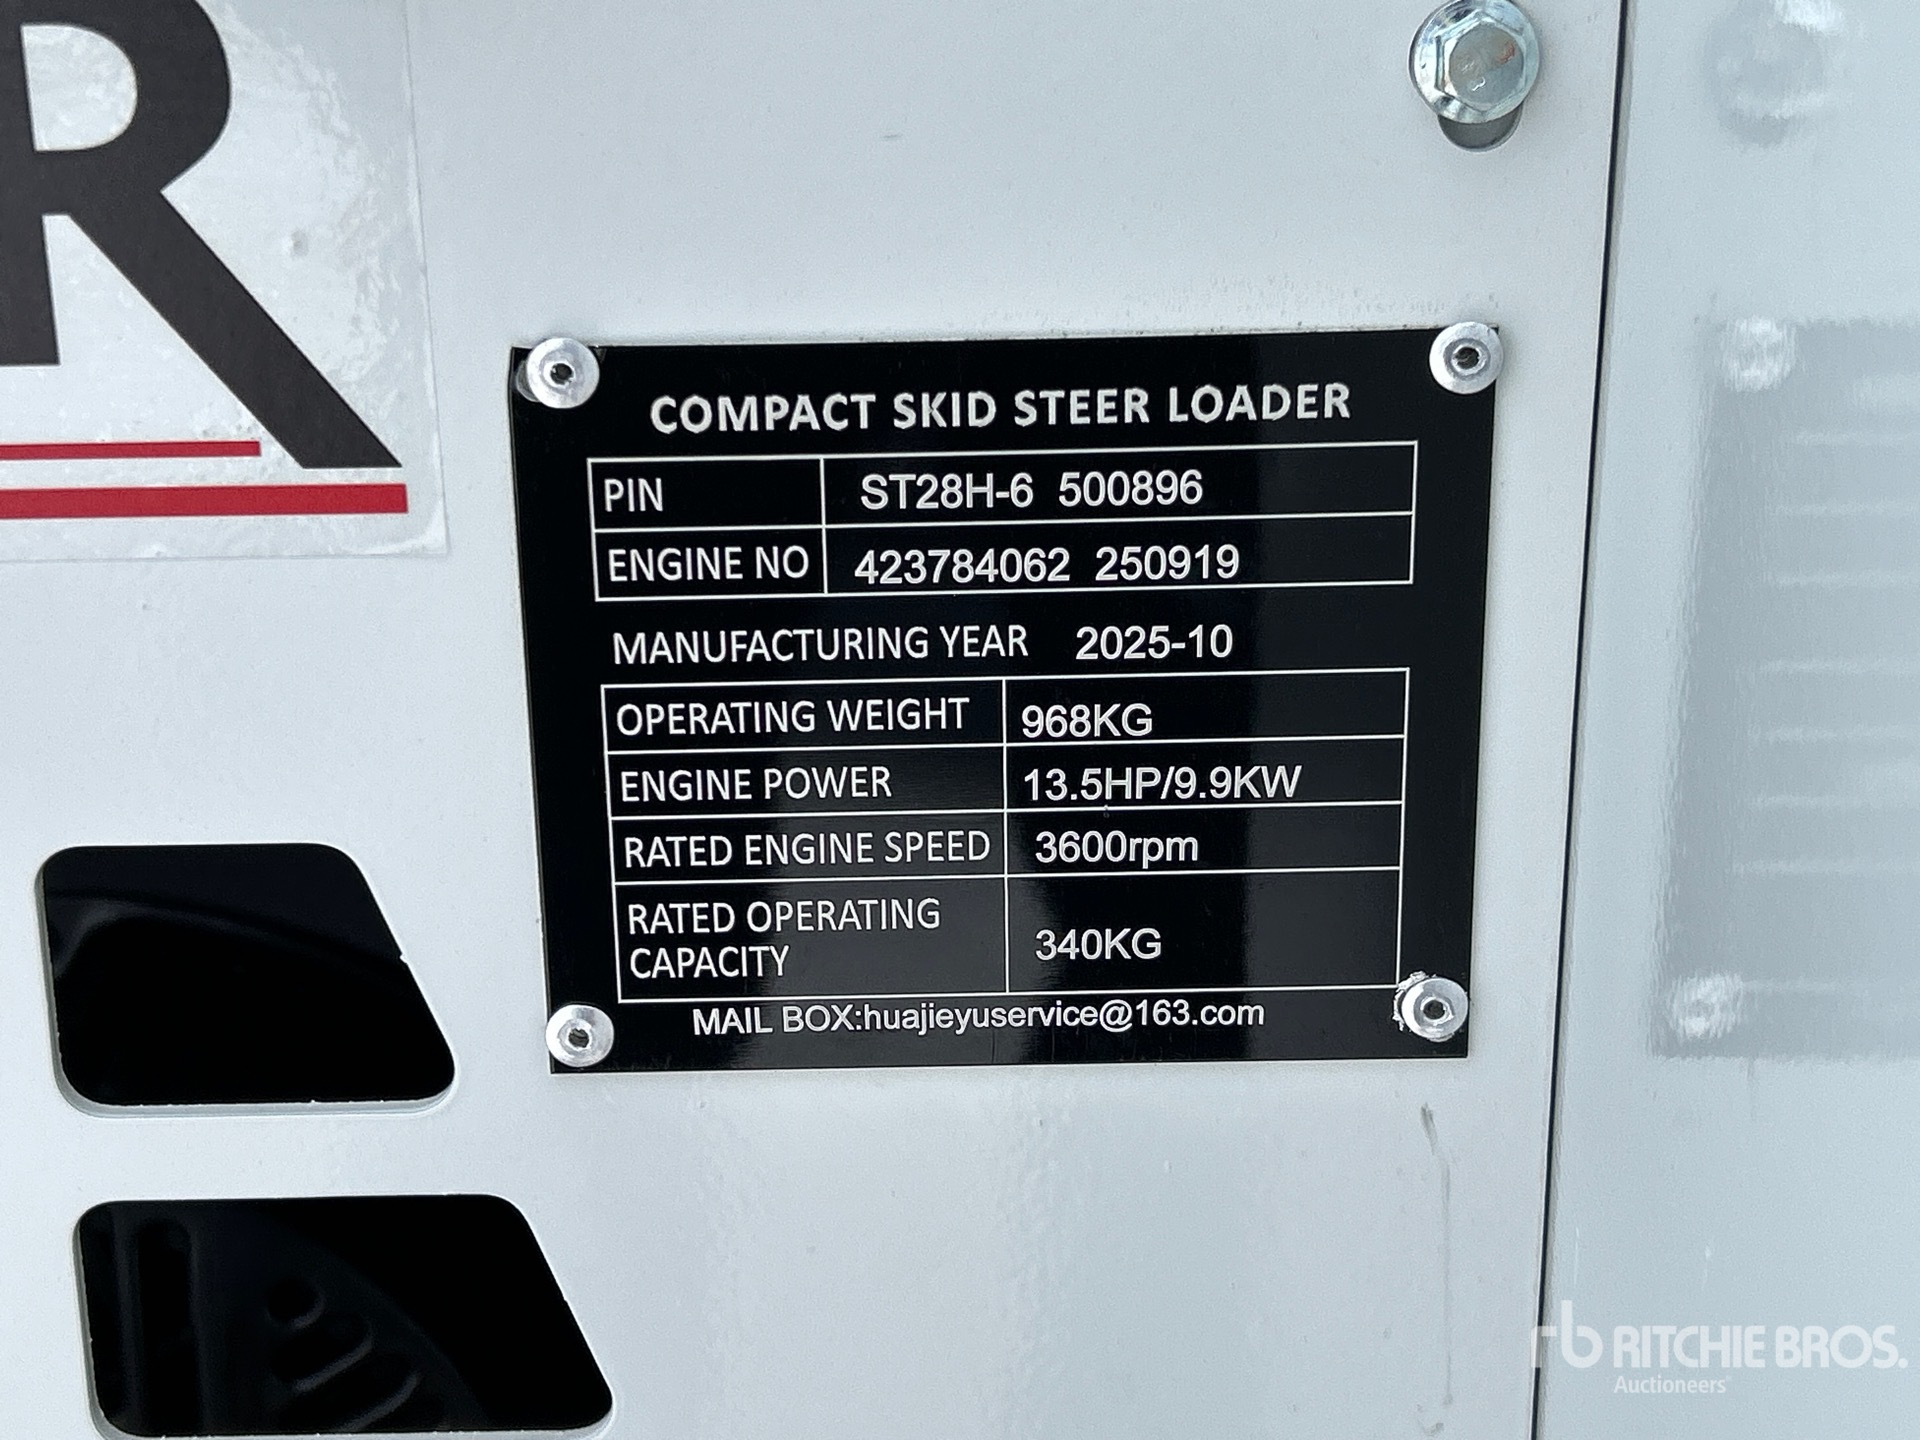 R
COMPACT SKID STEER LOADER
PIN ST28H-6 500896
ENGINE NO 423784062 250919
MANUFACTURING YEAR 2025-10
OPERATING WEIGHT 968KG
ENGINE POWER 13.5HP/9.9KW
RATED ENGINE SPEED 3600rpm
RATED OPERATING
CAPACITY 340KG
MAIL BOX:huajieyuservice@163.com
rb RITCHIE BROS.
Auctioneers